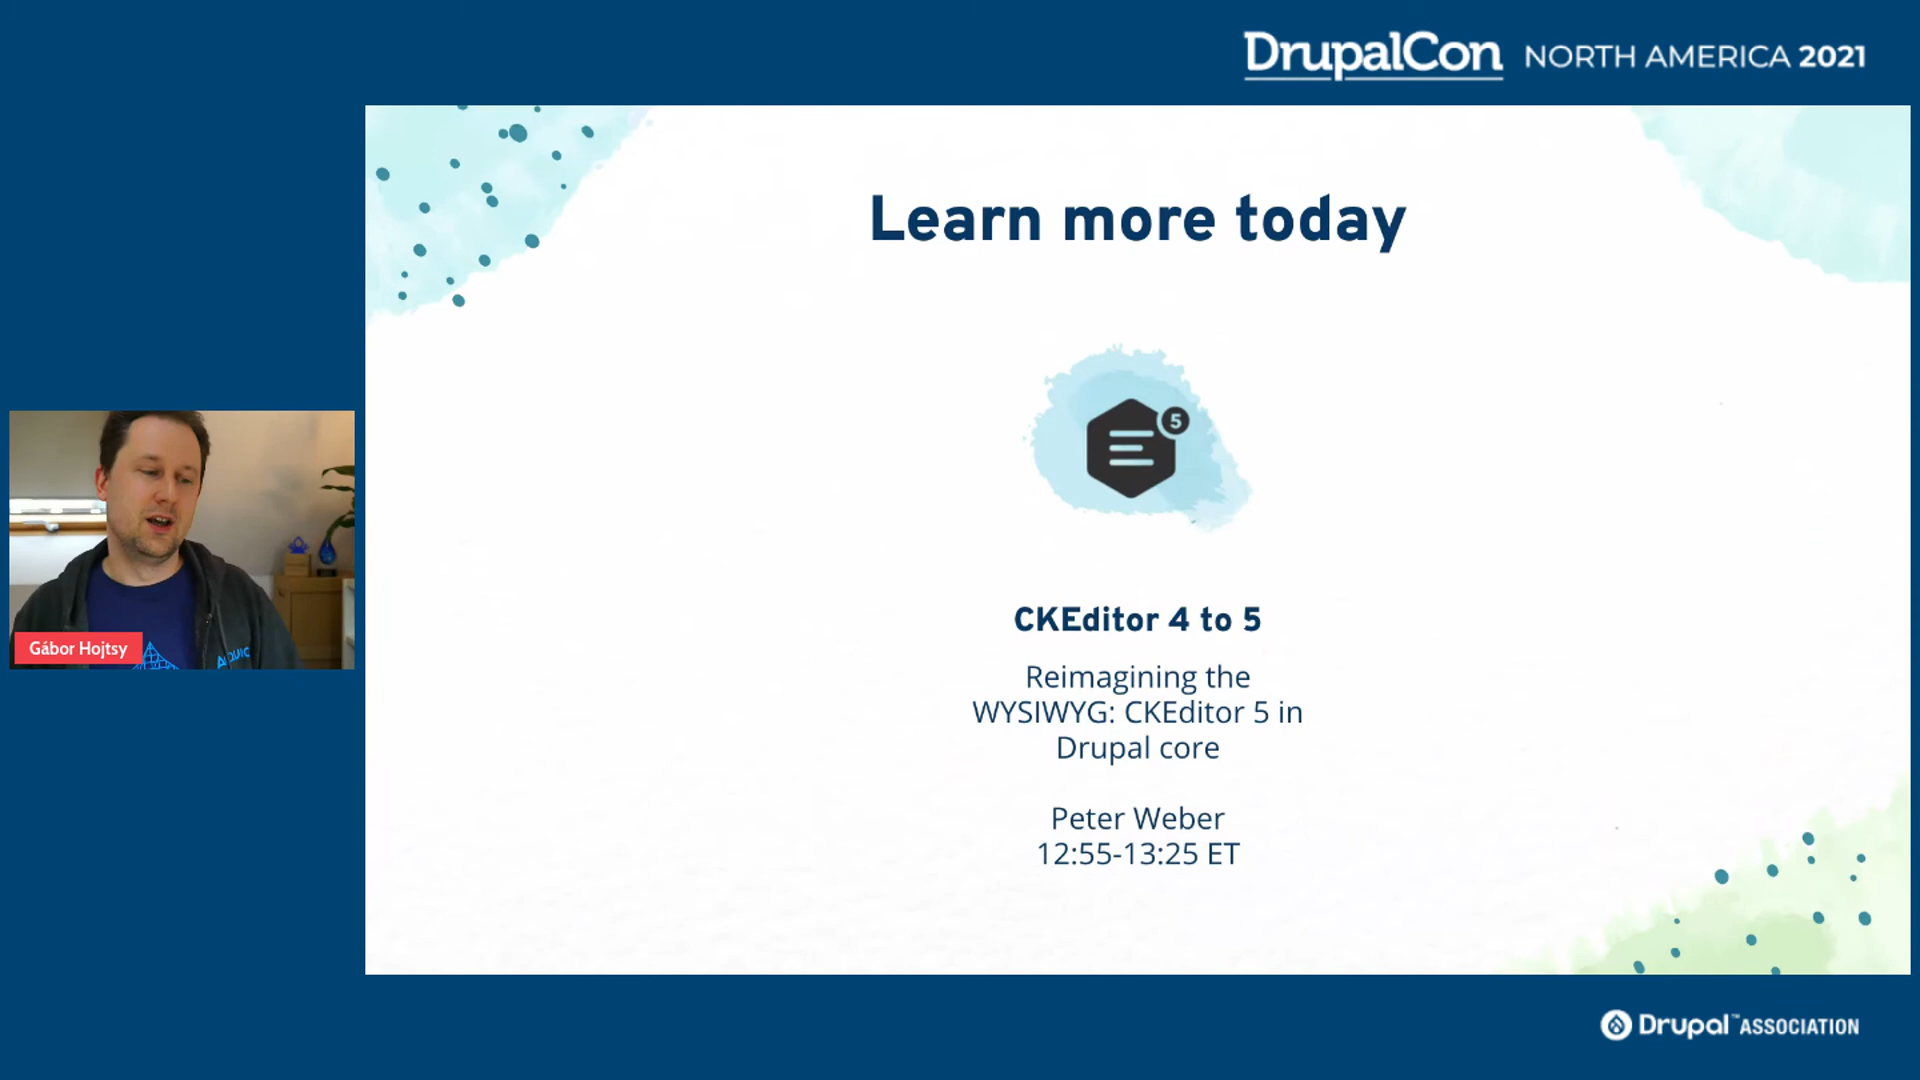 DrupalCon NORTH AMERICA 2021
Learn more today
5
CKEditor 4 to 5
Reimagining the
WYSIWYG: CKEditor 5 in
Drupal core
Peter Weber
12:55-13:25 ET
Gábor Hojtsy
Drupal™ ASSOCIATION